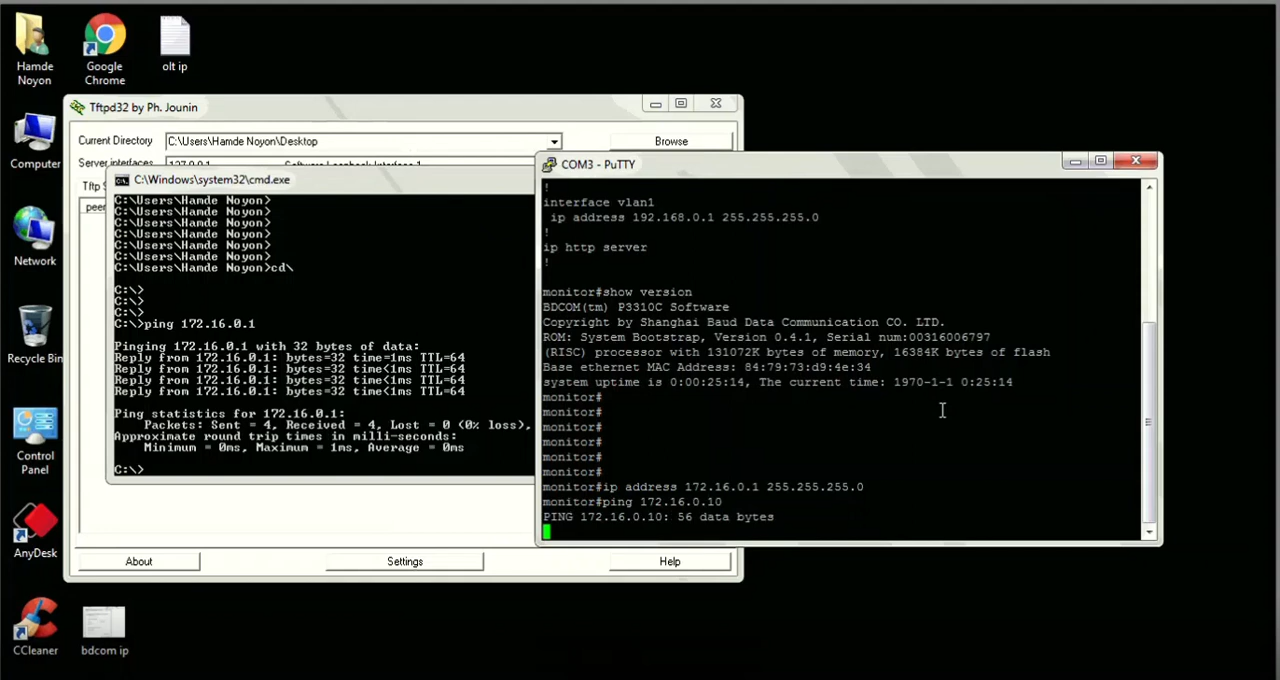 Hamde
Noyon
Google
Chrome
olt ip
Computer
Network
Recycle Bin
Control
Panel
AnyDesk
CCleaner
bdcom ip
Tftpd32 by Ph. Jounin
Current Directory
C:\Users\Hamde Noyon\Desktop
Browse
Server interfaces
127.0.0.1
Software Loopback Interface 1
Tftp S
peer
About
Settings
Help
C:\Windows\system32\cmd.exe
C:\Users\Hamde Noyon>
C:\Users\Hamde Noyon>
C:\Users\Hamde Noyon>
C:\Users\Hamde Noyon>
C:\Users\Hamde Noyon>
C:\Users\Hamde Noyon>
C:\Users\Hamde Noyon>cd\
C:\>
C:\>
C:\>
C:\>ping 172.16.0.1
Pinging 172.16.0.1 with 32 bytes of data:
Reply from 172.16.0.1: bytes=32 time=1ms TTL=64
Reply from 172.16.0.1: bytes=32 time<1ms TTL=64
Reply from 172.16.0.1: bytes=32 time<1ms TTL=64
Reply from 172.16.0.1: bytes=32 time<1ms TTL=64
Ping statistics for 172.16.0.1:
Packets: Sent = 4, Received = 4, Lost = 0 (0% loss),
Approximate round trip times in milli-seconds:
Minimum = 0ms, Maximum = 1ms, Average = 0ms
C:\>
COM3 - PuTTY
!
interface vlan1
ip address 192.168.0.1 255.255.255.0
!
ip http server
!
monitor#show version
BDCOM(tm) P3310C Software
Copyright by Shanghai Baud Data Communication CO. LTD.
ROM: System Bootstrap, Version 0.4.1, Serial num:00316006797
(RISC) processor with 131072K bytes of memory, 16384K bytes of flash
Base ethernet MAC Address: 84:79:73:d9:4e:34
system uptime is 0:00:25:14, The current time: 1970-1-1 0:25:14
monitor#
monitor#
monitor#
monitor#
monitor#
monitor#
monitor#ip address 172.16.0.1 255.255.255.0
monitor#ping 172.16.0.10
PING 172.16.0.10: 56 data bytes